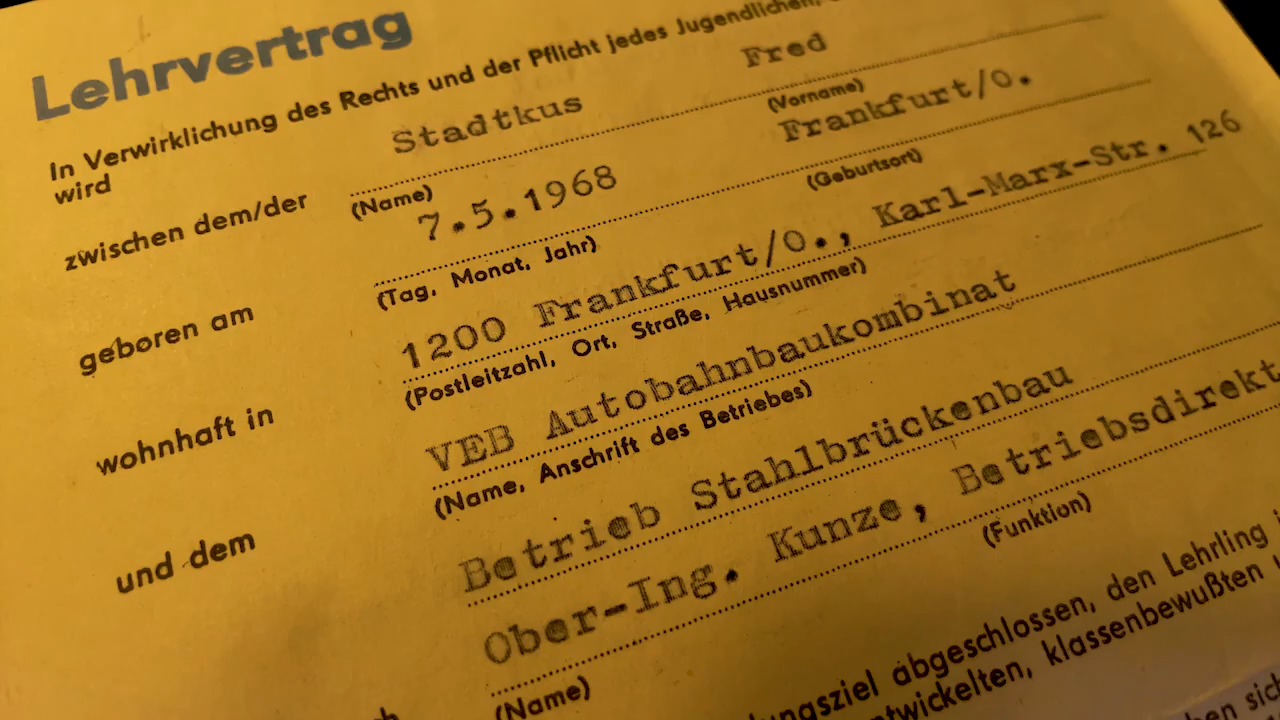 Lehrvertrag
In Verwirklichung des Rechts und der Pflicht jedes Jugendlichen,
wird
zwischen dem/der Stadtkus Fred
(Name) (Vorname)
geboren am 7.5.1968 Frankfurt/O.
(Tag, Monat, Jahr) (Geburtsort)
wohnhaft in 1200 Frankfurt/O., Karl-Marx-Str. 126
(Postleitzahl, Ort, Straße, Hausnummer)
und dem VEB Autobahnbaukombinat
(Name, Anschrift des Betriebes)
Betrieb Stahlbrückenbau
Ober-Ing. Kunze, Betriebsdirekt
(Name) (Funktion)
ungsziel abgeschlossen, den Lehrling
ntwickelten, klassenbewußten